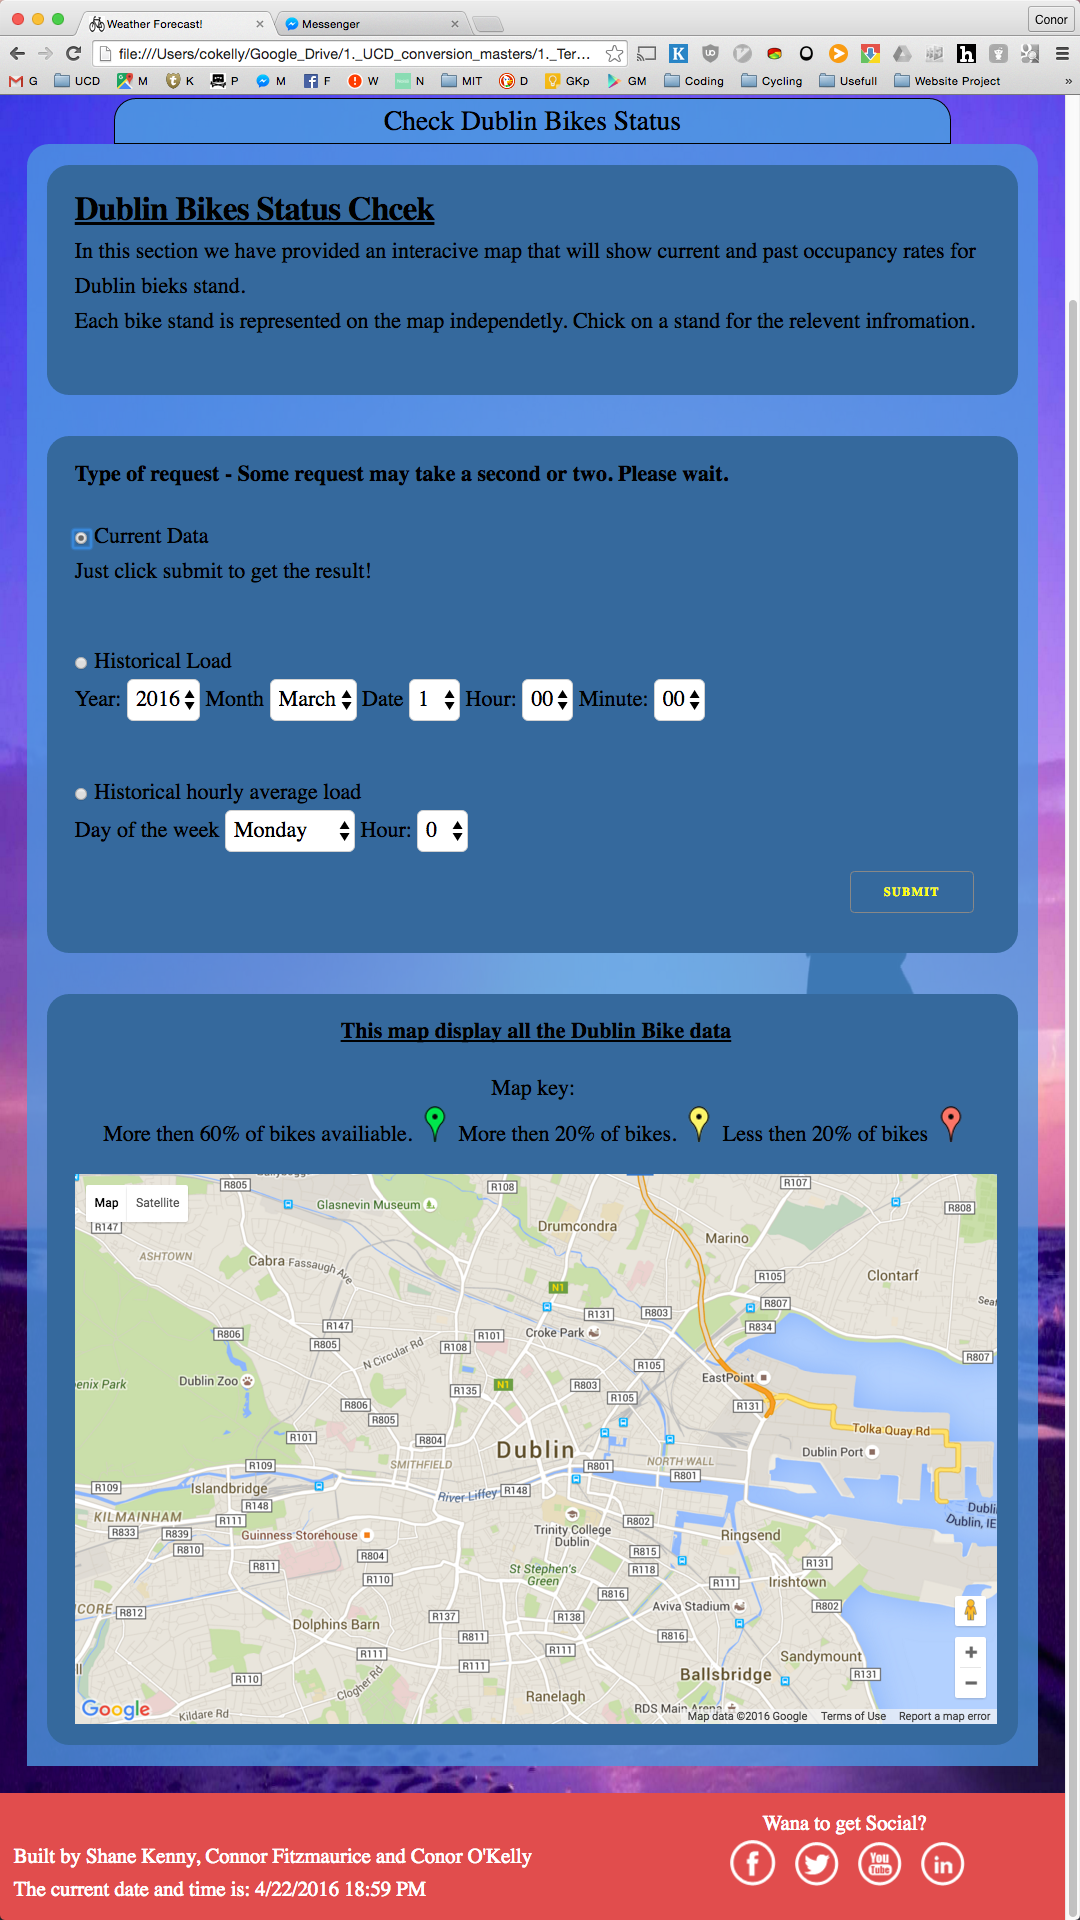 Weather Forecast!
Messenger
Conor
file:///Users/cokelly/Google_Drive/1._UCD_conversion_masters/1._Ter...
G UCD M K P M F W N MIT D GKp GM Coding Cycling Usefull Website Project »
Check Dublin Bikes Status
Dublin Bikes Status Chcek
In this section we have provided an interacive map that will show current and past occupancy rates for
Dublin bieks stand.
Each bike stand is represented on the map independetly. Chick on a stand for the relevent infromation.
Type of request - Some request may take a second or two. Please wait.
Current Data
Just click submit to get the result!
Historical Load
Year: 2016 Month March Date 1 Hour: 00 Minute: 00
Historical hourly average load
Day of the week Monday Hour: 0
SUBMIT
This map display all the Dublin Bike data
Map key:
More then 60% of bikes availiable. More then 20% of bikes. Less then 20% of bikes
Map Satellite
R805 R108 R107
Glasnevin Museum R808
R147 Drumcondra Marino
ASHTOWN
Cabra Fassaugh Ave R105 Clontarf
N1 R807
R131 R803
R806 R147 R101 Croke Park R834
R805 N Circular Rd R108 R807
R105
enix Park Dublin Zoo R135 N1 R803 EastPoint
R105 R131
R806
R805
R101 R804 Dublin Tolka Quay Rd
Dublin Port
R109 SMITHFIELD R801 NORTH WALL
R801
R109 Islandbridge River Liffey R148
R148
KILMAINHAM R111 Dublin, IE
R833 R839 Guinness Storehouse Trinity College
Dublin R802 Ringsend
R810 R804 R815
R811 R110 St Stephen's
Green R118 R131
R111 Irishtown
R816
CORE R812 Aviva Stadium R802
Dolphins Barn R137 R138
R811 R816
R111 R111 R111 Sandymount
R110 Clogher Rd Ballsbridge R131
Ranelagh
Google Kildare Rd RDS Main Arena
Map data ©2016 Google Terms of Use Report a map error
Wana to get Social?
Built by Shane Kenny, Connor Fitzmaurice and Conor O'Kelly
You Tube in
The current date and time is: 4/22/2016 18:59 PM